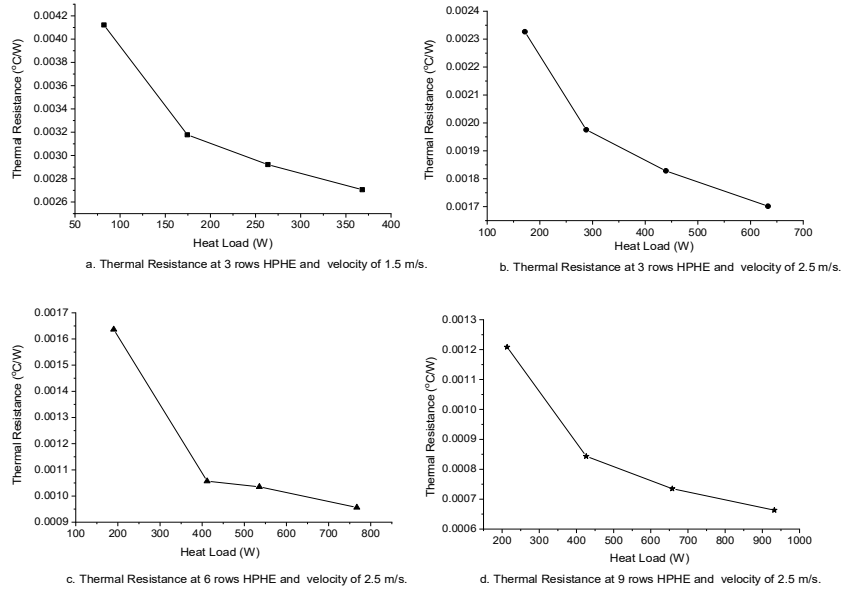 0.0042
0.0040
0.0038
0.0036
0.0034
0.0032
0.0030
0.0028
0.0026
Thermal Resistance (°C/W)
50 100 150 200 250 300 350 400
Heat Load (W)
a. Thermal Resistance at 3 rows HPHE and velocity of 1.5 m/s.
0.0024
0.0023
0.0022
0.0021
0.0020
0.0019
0.0018
0.0017
Thermal Resistance (°C/W)
100 200 300 400 500 600 700
Heat Load (W)
b. Thermal Resistance at 3 rows HPHE and velocity of 2.5 m/s.
0.0017
0.0016
0.0015
0.0014
0.0013
0.0012
0.0011
0.0010
0.0009
Thermal Resistance (°C/W)
100 200 300 400 500 600 700 800
Heat Load (W)
c. Thermal Resistance at 6 rows HPHE and velocity of 2.5 m/s.
0.0013
0.0012
0.0011
0.0010
0.0009
0.0008
0.0007
0.0006
Thermal Resistance (°C/W)
200 300 400 500 600 700 800 900 1000
Heat Load (W)
d. Thermal Resistance at 9 rows HPHE and velocity of 2.5 m/s.